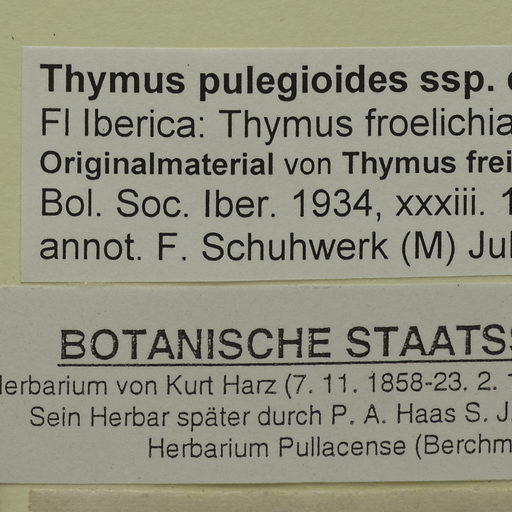 Thymus pulegioides ssp.
Fl Iberica: Thymus froelichia
Originalmaterial von Thymus frei
Bol. Soc. Iber. 1934, xxxiii. 1
annot. F. Schuhwerk (M) Jul
BOTANISCHE STAATSS
Herbarium von Kurt Harz (7. 11. 1858-23. 2. 1
Sein Herbar später durch P. A. Haas S. J.
Herbarium Pullacense (Berchm